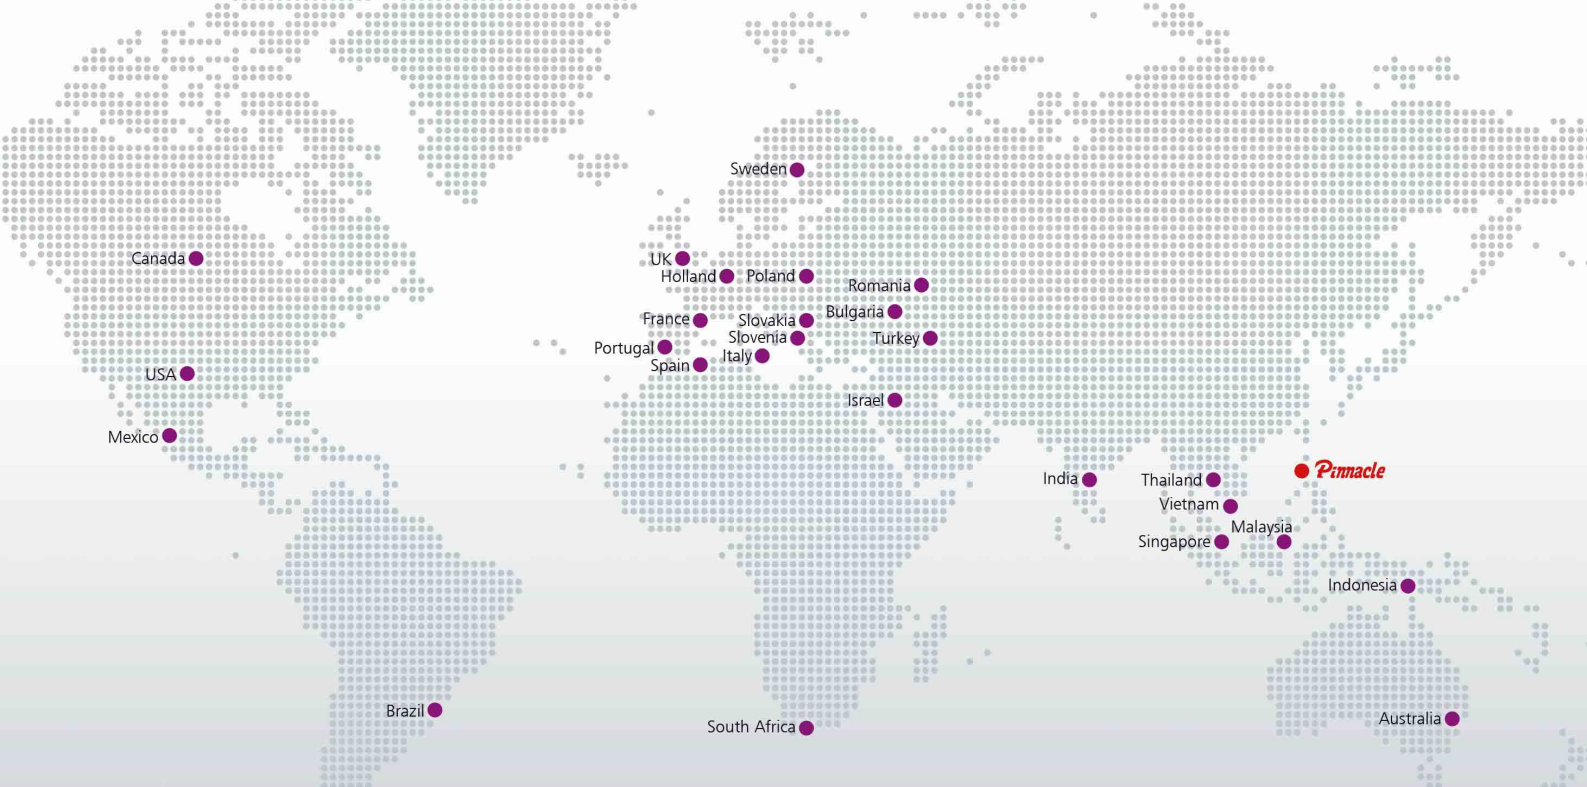 Sweden
Canada
UK
Holland
Poland
Romania
Bulgaria
France
Slovakia
Slovenia
Turkey
Portugal
Italy
Spain
USA
Israel
Mexico
Pinnacle
India
Thailand
Vietnam
Malaysia
Singapore
Indonesia
Brazil
South Africa
Australia